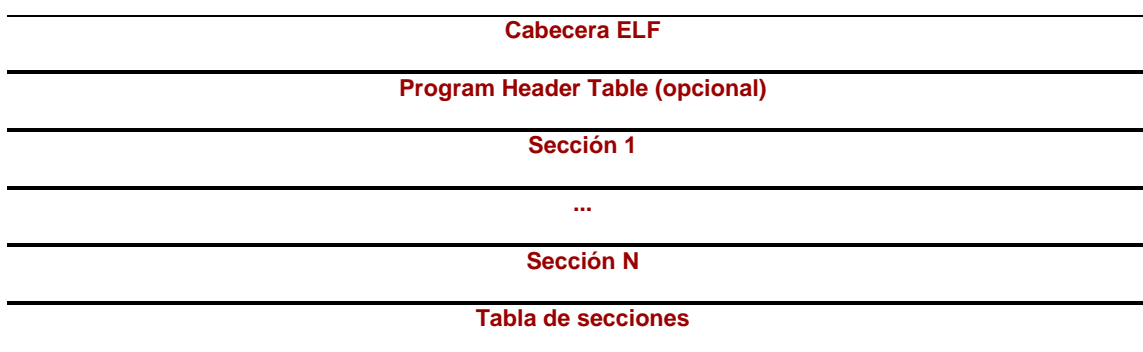 Cabecera ELF
Program Header Table (opcional)
Sección 1
...
Sección N
Tabla de secciones